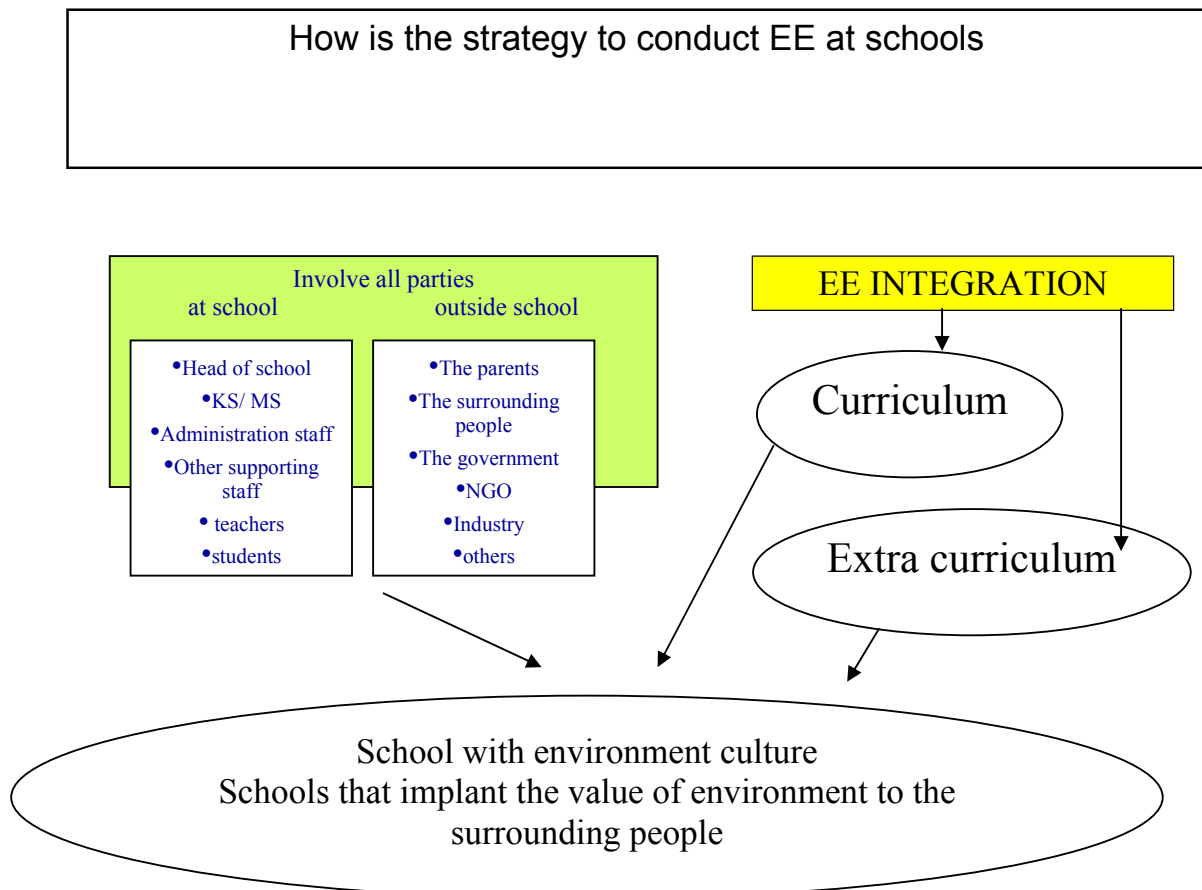 How is the strategy to conduct EE at schools
Involve all parties
at school
outside school
•Head of school
•KS/ MS
•Administration staff
•Other supporting
staff
• teachers
•students
•The parents
•The surrounding
people
•The government
•NGO
•Industry
•others
EE INTEGRATION
Curriculum
Extra curriculum
School with environment culture
Schools that implant the value of environment to the
surrounding people